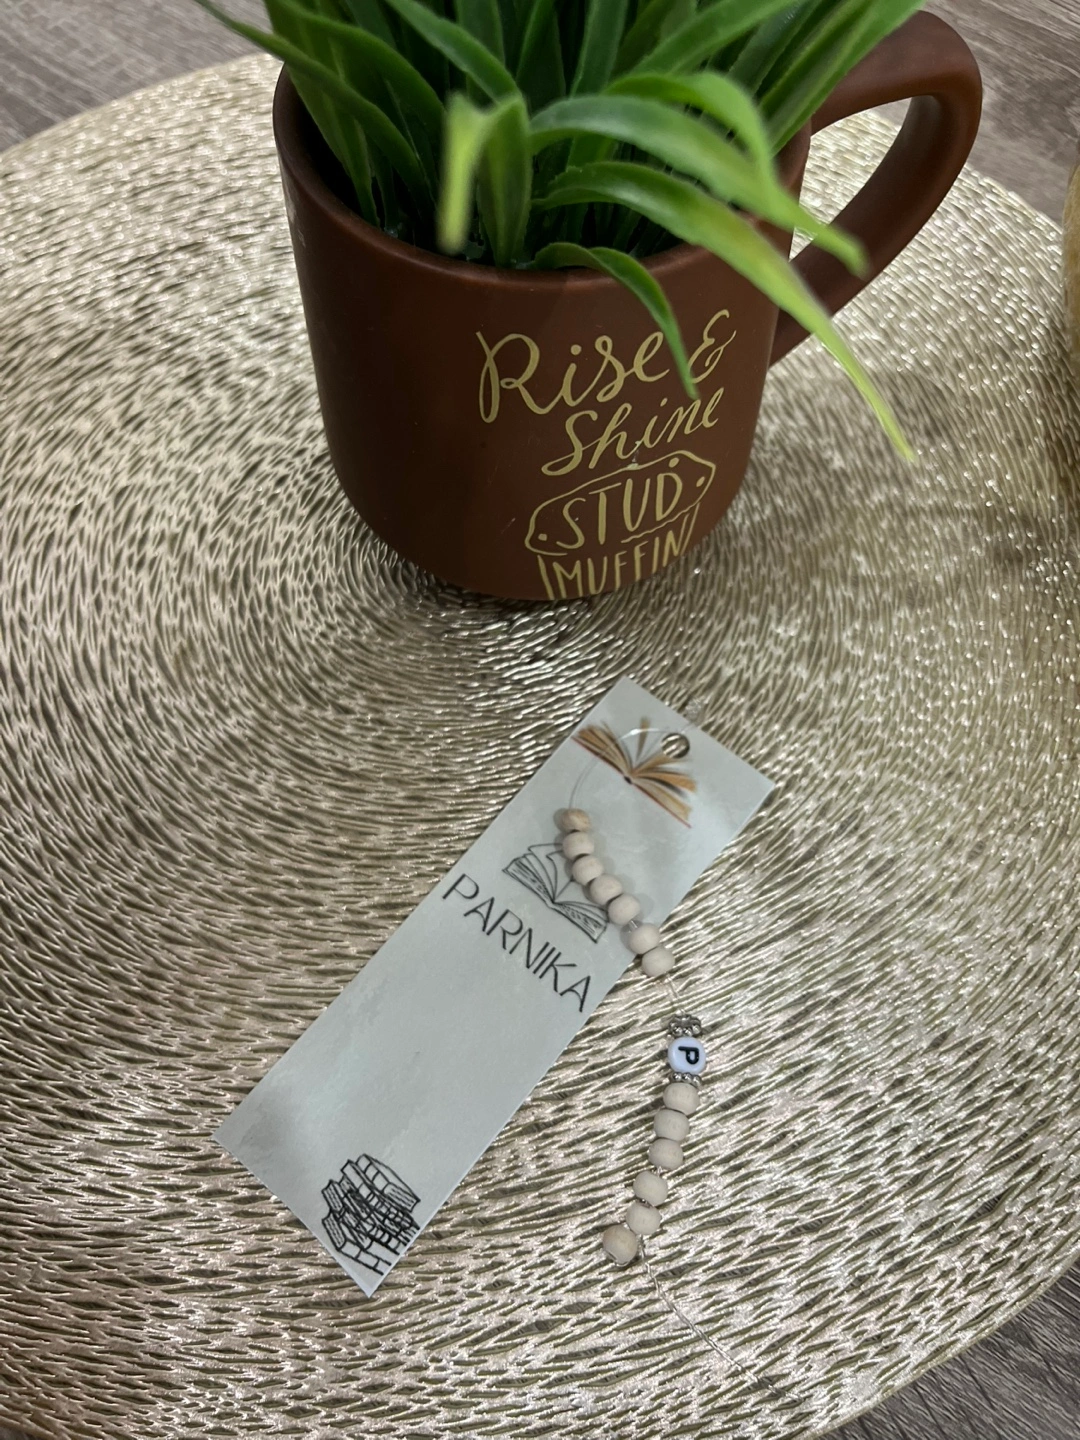 Rise &
Shine
STUD
MUFFIN
PARNIKA
P